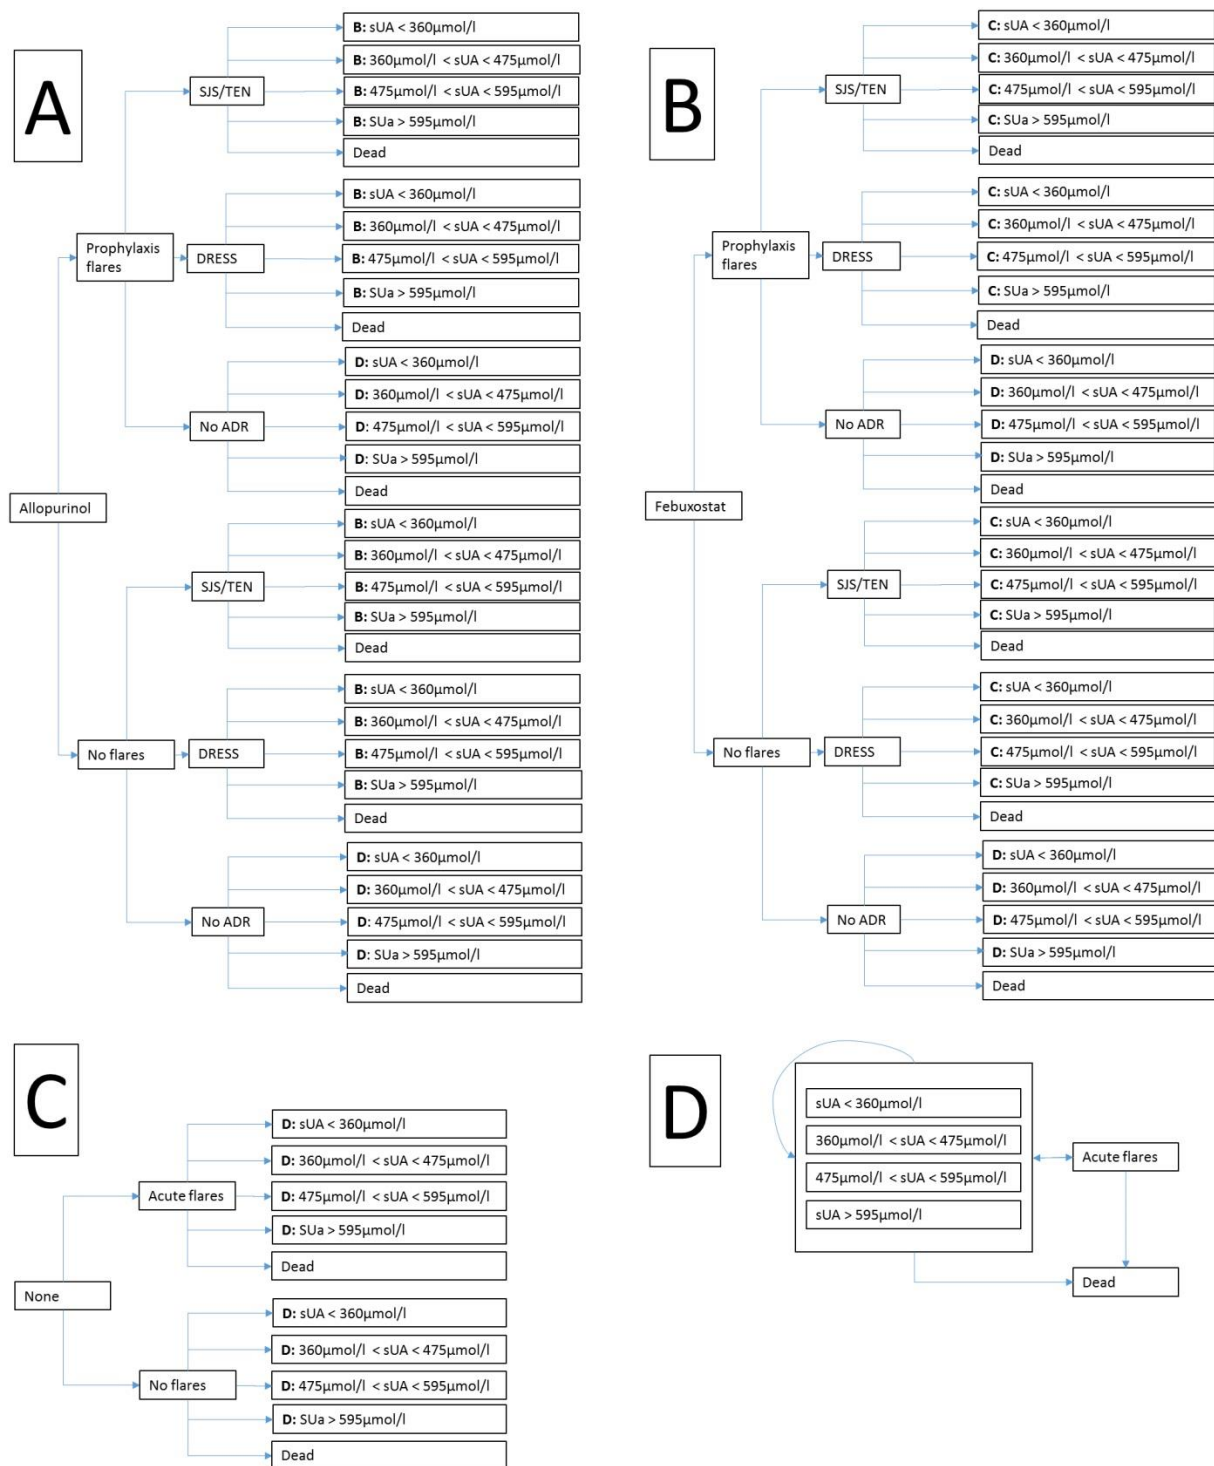 A
Allopurinol
Prophylaxis
flares
SJS/TEN
B: sUA < 360µmol/l
B: 360µmol/l < sUA < 475µmol/l
B: 475µmol/l < sUA < 595µmol/l
B: SUa > 595µmol/l
Dead
DRESS
B: sUA < 360µmol/l
B: 360µmol/l < sUA < 475µmol/l
B: 475µmol/l < sUA < 595µmol/l
B: SUa > 595µmol/l
Dead
No ADR
D: sUA < 360µmol/l
D: 360µmol/l < sUA < 475µmol/l
D: 475µmol/l < sUA < 595µmol/l
D: SUa > 595µmol/l
Dead
No flares
SJS/TEN
B: sUA < 360µmol/l
B: 360µmol/l < sUA < 475µmol/l
B: 475µmol/l < sUA < 595µmol/l
B: SUa > 595µmol/l
Dead
DRESS
B: sUA < 360µmol/l
B: 360µmol/l < sUA < 475µmol/l
B: 475µmol/l < sUA < 595µmol/l
B: SUa > 595µmol/l
Dead
No ADR
D: sUA < 360µmol/l
D: 360µmol/l < sUA < 475µmol/l
D: 475µmol/l < sUA < 595µmol/l
D: SUa > 595µmol/l
Dead
B
Febuxostat
Prophylaxis
flares
SJS/TEN
C: sUA < 360µmol/l
C: 360µmol/l < sUA < 475µmol/l
C: 475µmol/l < sUA < 595µmol/l
C: SUa > 595µmol/l
Dead
DRESS
C: sUA < 360µmol/l
C: 360µmol/l < sUA < 475µmol/l
C: 475µmol/l < sUA < 595µmol/l
C: SUa > 595µmol/l
Dead
No ADR
D: sUA < 360µmol/l
D: 360µmol/l < sUA < 475µmol/l
D: 475µmol/l < sUA < 595µmol/l
D: SUa > 595µmol/l
Dead
No flares
SJS/TEN
C: sUA < 360µmol/l
C: 360µmol/l < sUA < 475µmol/l
C: 475µmol/l < sUA < 595µmol/l
C: SUa > 595µmol/l
Dead
DRESS
C: sUA < 360µmol/l
C: 360µmol/l < sUA < 475µmol/l
C: 475µmol/l < sUA < 595µmol/l
C: SUa > 595µmol/l
Dead
No ADR
D: sUA < 360µmol/l
D: 360µmol/l < sUA < 475µmol/l
D: 475µmol/l < sUA < 595µmol/l
D: SUa > 595µmol/l
Dead
C
None
Acute flares
D: sUA < 360µmol/l
D: 360µmol/l < sUA < 475µmol/l
D: 475µmol/l < sUA < 595µmol/l
D: SUa > 595µmol/l
Dead
No flares
D: sUA < 360µmol/l
D: 360µmol/l < sUA < 475µmol/l
D: 475µmol/l < sUA < 595µmol/l
D: SUa > 595µmol/l
Dead
D
sUA < 360µmol/l
360µmol/l < sUA < 475µmol/l
475µmol/l < sUA < 595µmol/l
sUA > 595µmol/l
Acute flares
Dead